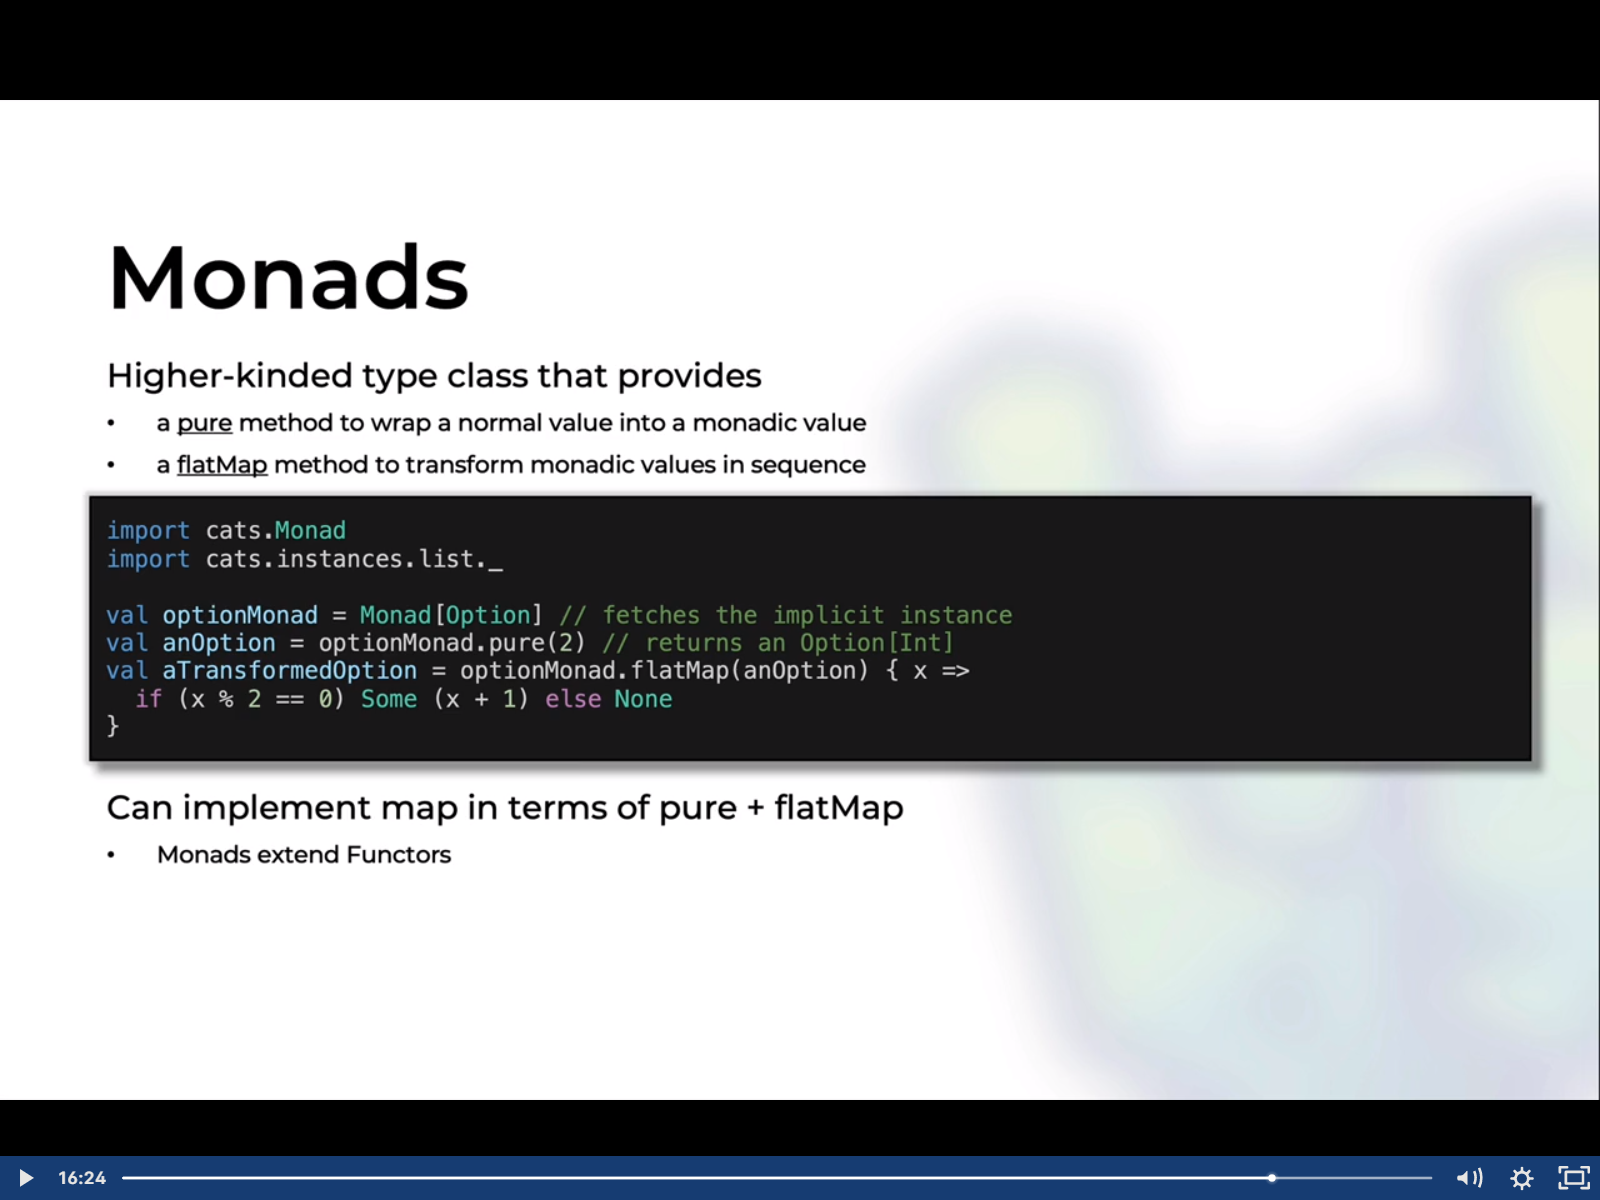 Monads
Higher-kinded type class that provides
• a pure method to wrap a normal value into a monadic value
• a flatMap method to transform monadic values in sequence
import cats.Monad
import cats.instances.list._
val optionMonad = Monad[Option] // fetches the implicit instance
val anOption = optionMonad.pure(2) // returns an Option[Int]
val aTransformedOption = optionMonad.flatMap(anOption) { x =>
  if (x % 2 == 0) Some (x + 1) else None
}
Can implement map in terms of pure + flatMap
• Monads extend Functors
16:24